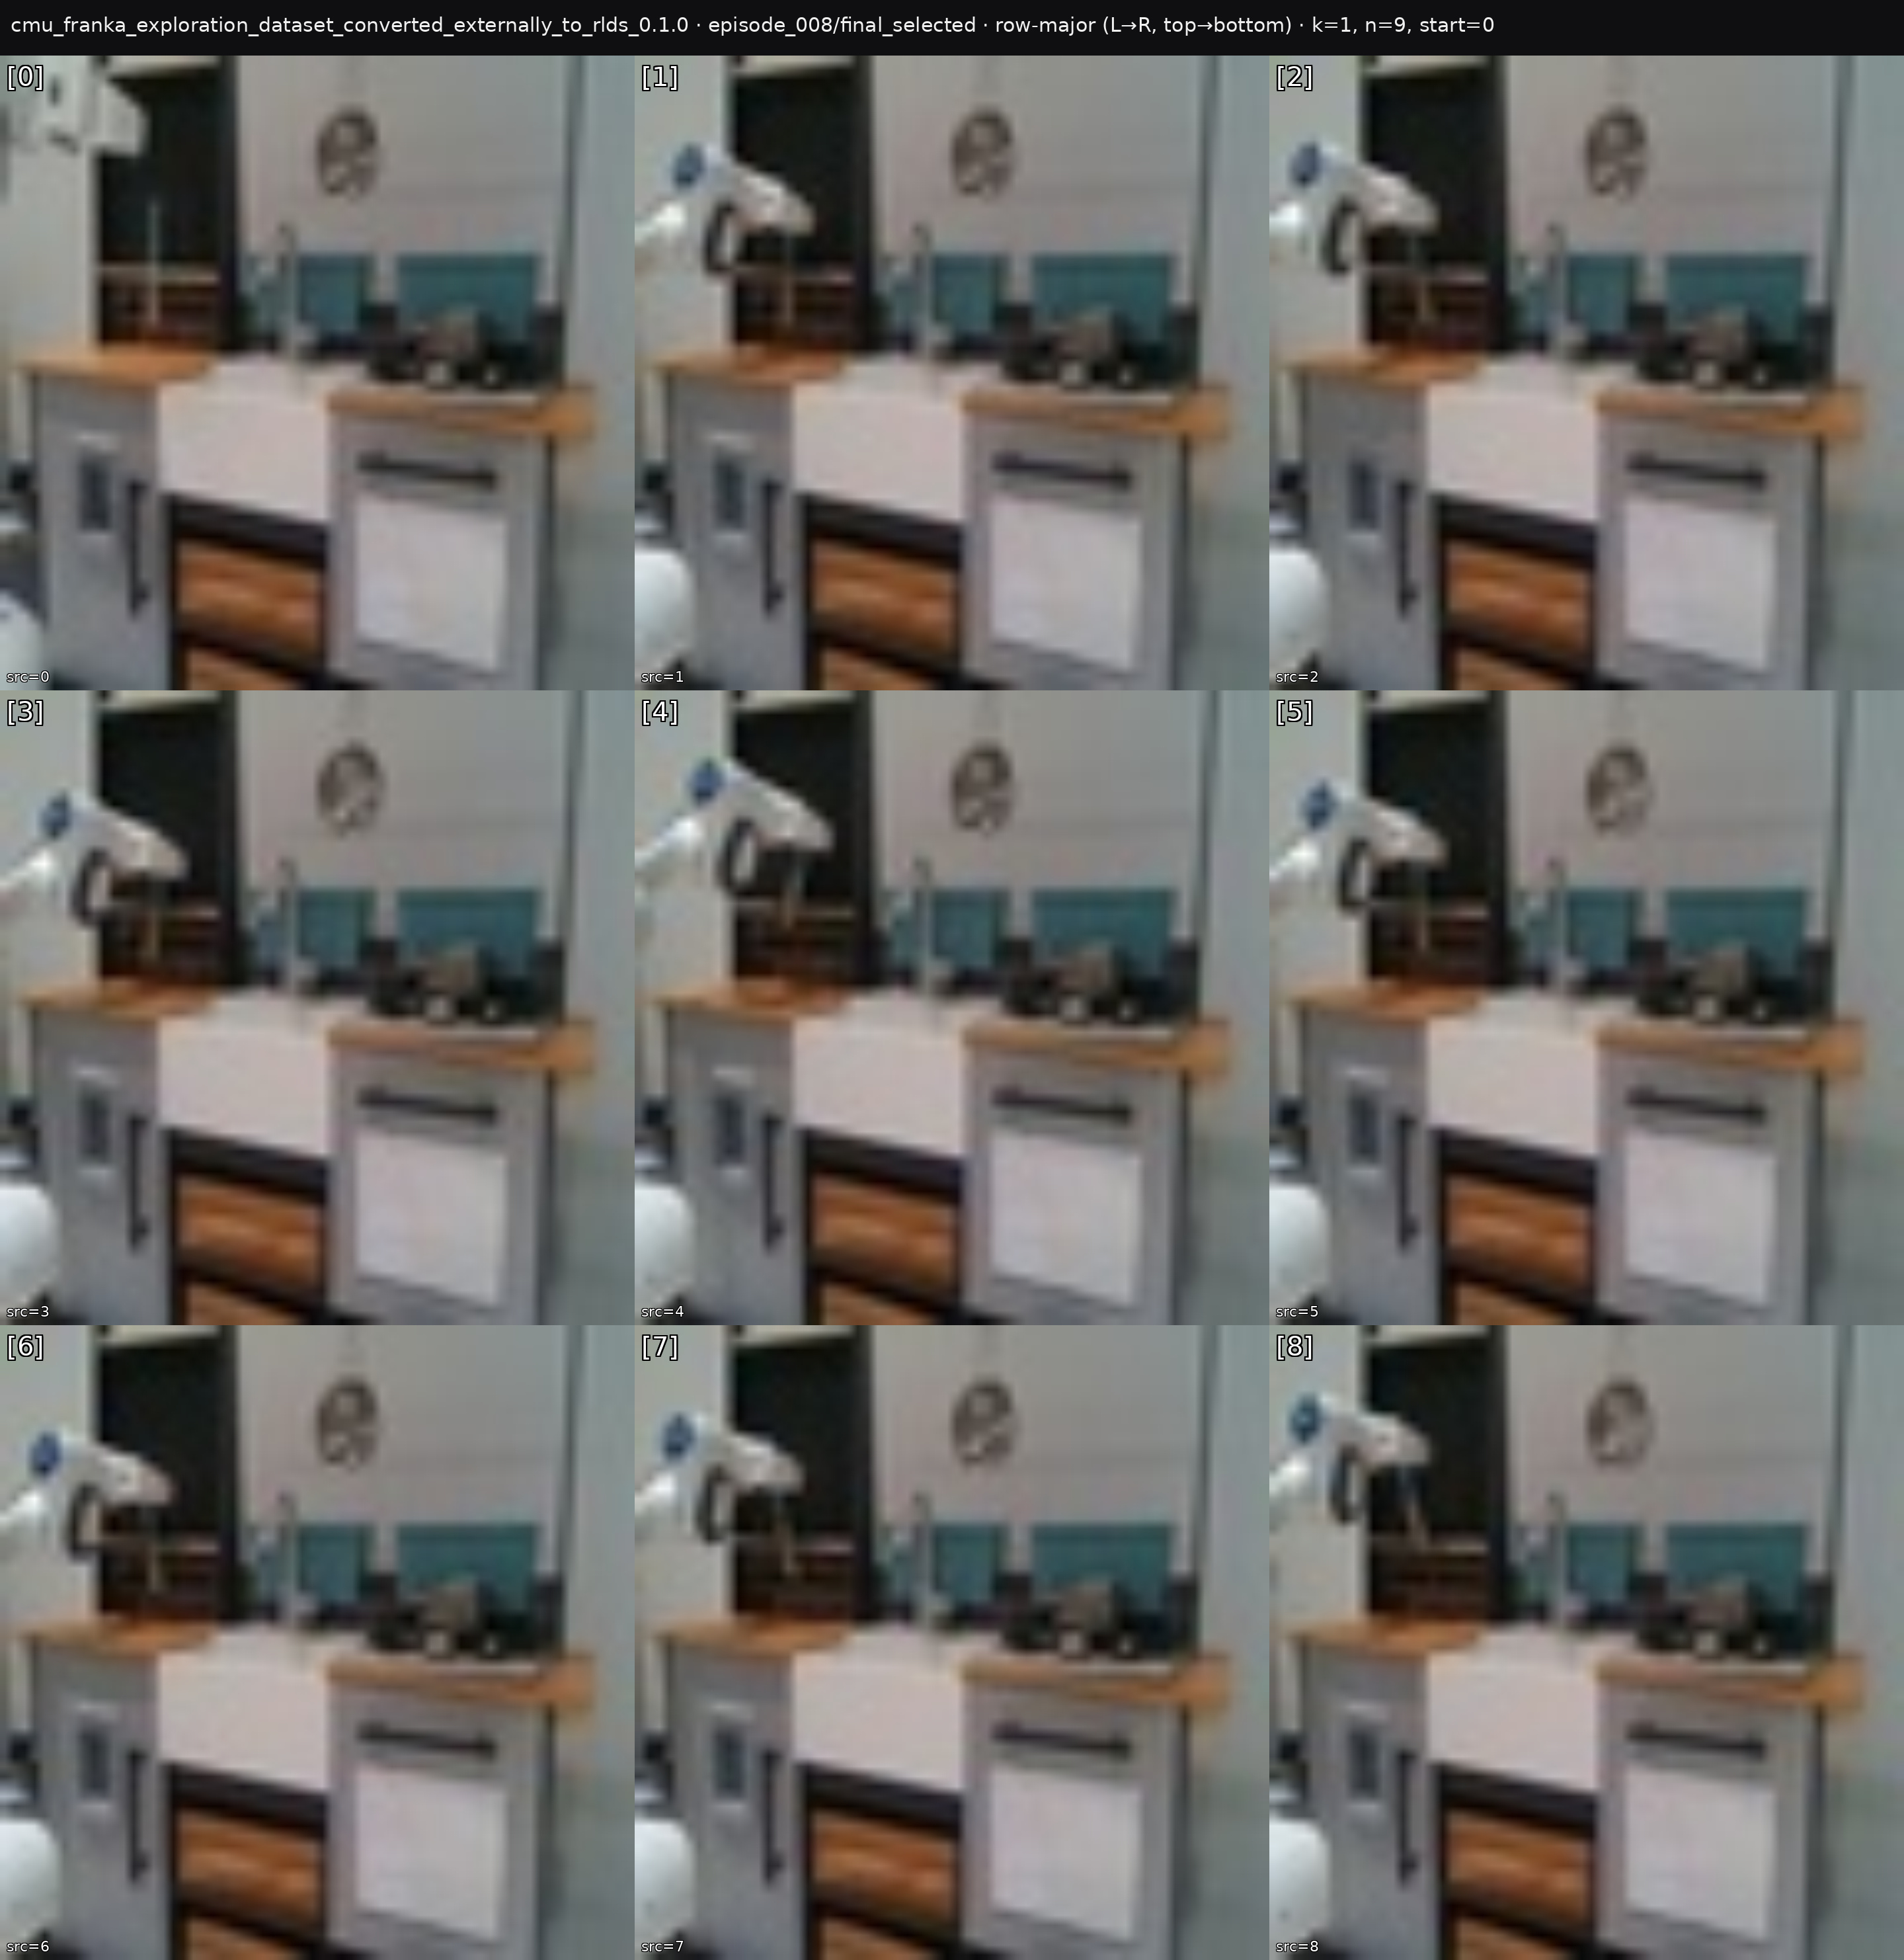 cmu_franka_exploration_dataset_converted_externally_to_rlds_0.1.0 · episode_008/final_selected · row-major (L→R, top→bottom) · k=1, n=9, start=0
[0]
[1]
[2]
src=0
src=1
src=2
[3]
[4]
[5]
src=3
src=4
src=5
[6]
[7]
[8]
src=6
src=7
src=8